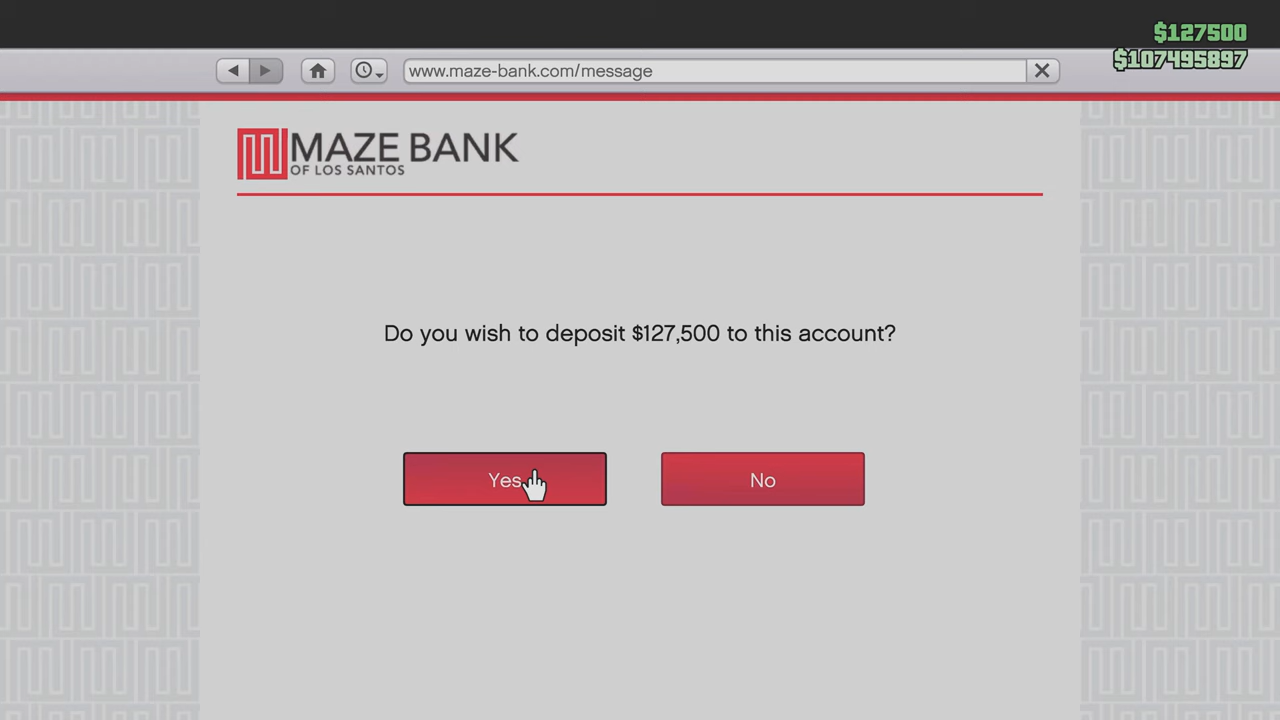 $127500
$107495897
www.maze-bank.com/message
MAZE BANK
OF LOS SANTOS
Do you wish to deposit $127,500 to this account?
Yes
No